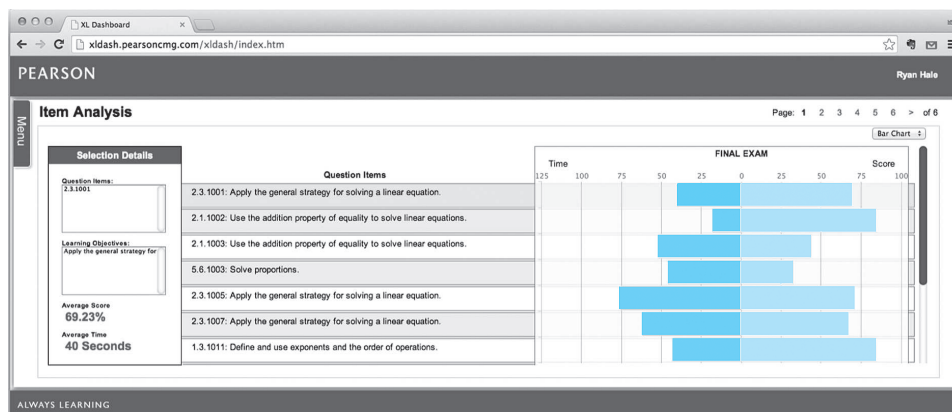 XL Dashboard
xldash.pearsoncmg.com/xldash/index.htm
PEARSON
Ryan Hale
Menu
Item Analysis
Page: 1 2 3 4 5 6 > of 6
Bar Chart
Selection Details
Question Items:
2.3.1001
Learning Objectives:
Apply the general strategy for
Average Score
69.23%
Average Time
40 Seconds
Question Items
2.3.1001: Apply the general strategy for solving a linear equation.
2.1.1002: Use the addition property of equality to solve linear equations.
2.1.1003: Use the addition property of equality to solve linear equations.
5.6.1003: Solve proportions.
2.3.1005: Apply the general strategy for solving a linear equation.
2.3.1007: Apply the general strategy for solving a linear equation.
1.3.1011: Define and use exponents and the order of operations.
FINAL EXAM
Time Score
125 100 75 50 25 0 25 50 75 100
ALWAYS LEARNING